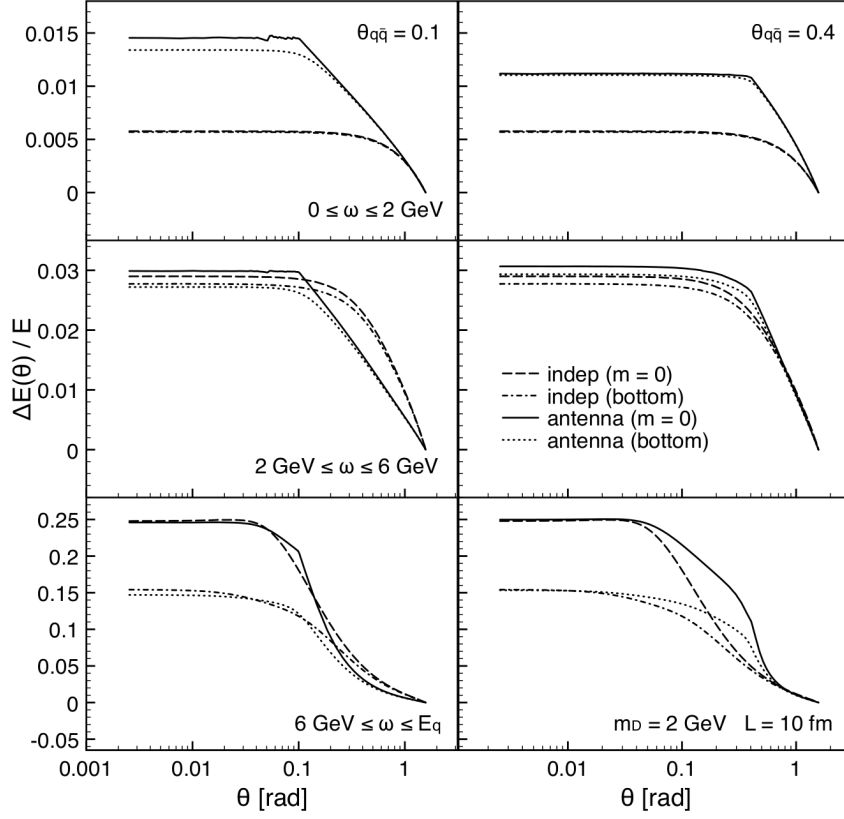 θqq̄ = 0.1
θqq̄ = 0.4
0.015
0.01
0.005
0
0 ≤ ω ≤ 2 GeV
ΔE(θ) / E
0.03
0.02
0.01
0
2 GeV ≤ ω ≤ 6 GeV
indep (m = 0)
indep (bottom)
antenna (m = 0)
antenna (bottom)
0.25
0.2
0.15
0.1
0.05
0
-0.05
6 GeV ≤ ω ≤ Eq
mD = 2 GeV L = 10 fm
0.001 0.01 0.1 1 0.01 0.1 1
θ [rad] θ [rad]